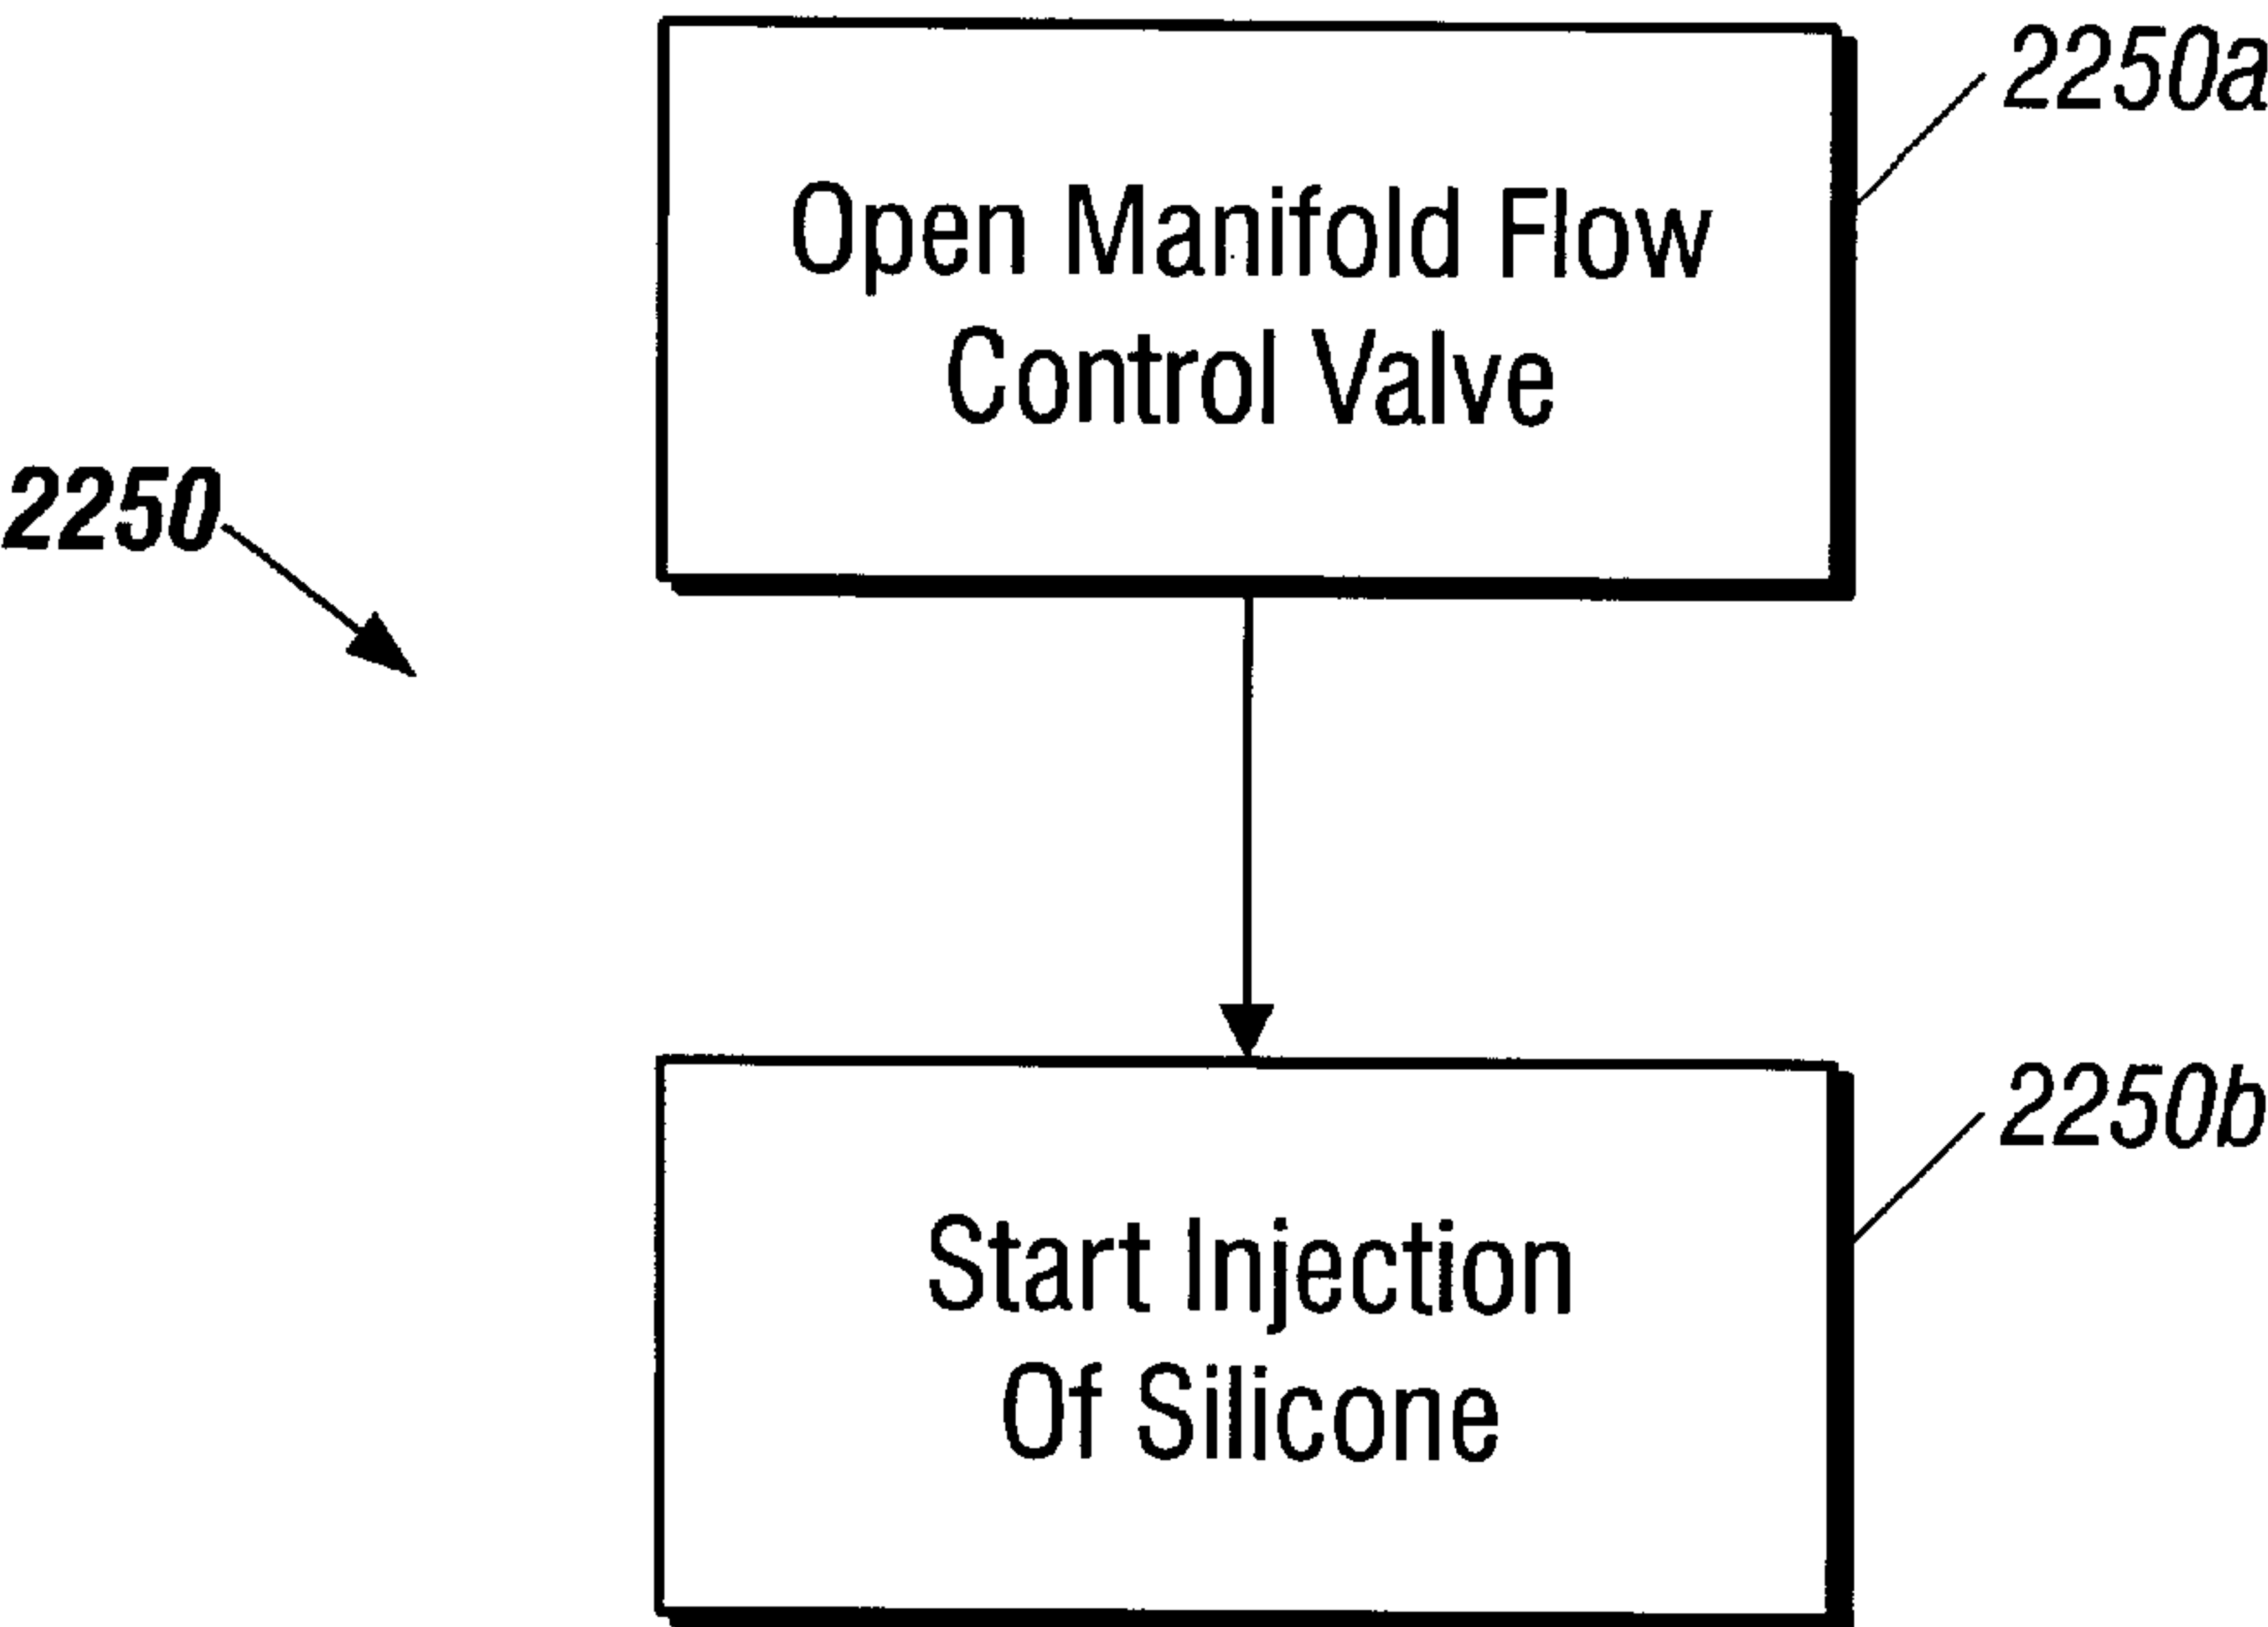 2250a
Open Manifold Flow
Control Valve
2250
2250b
Start Injection
Of Silicone